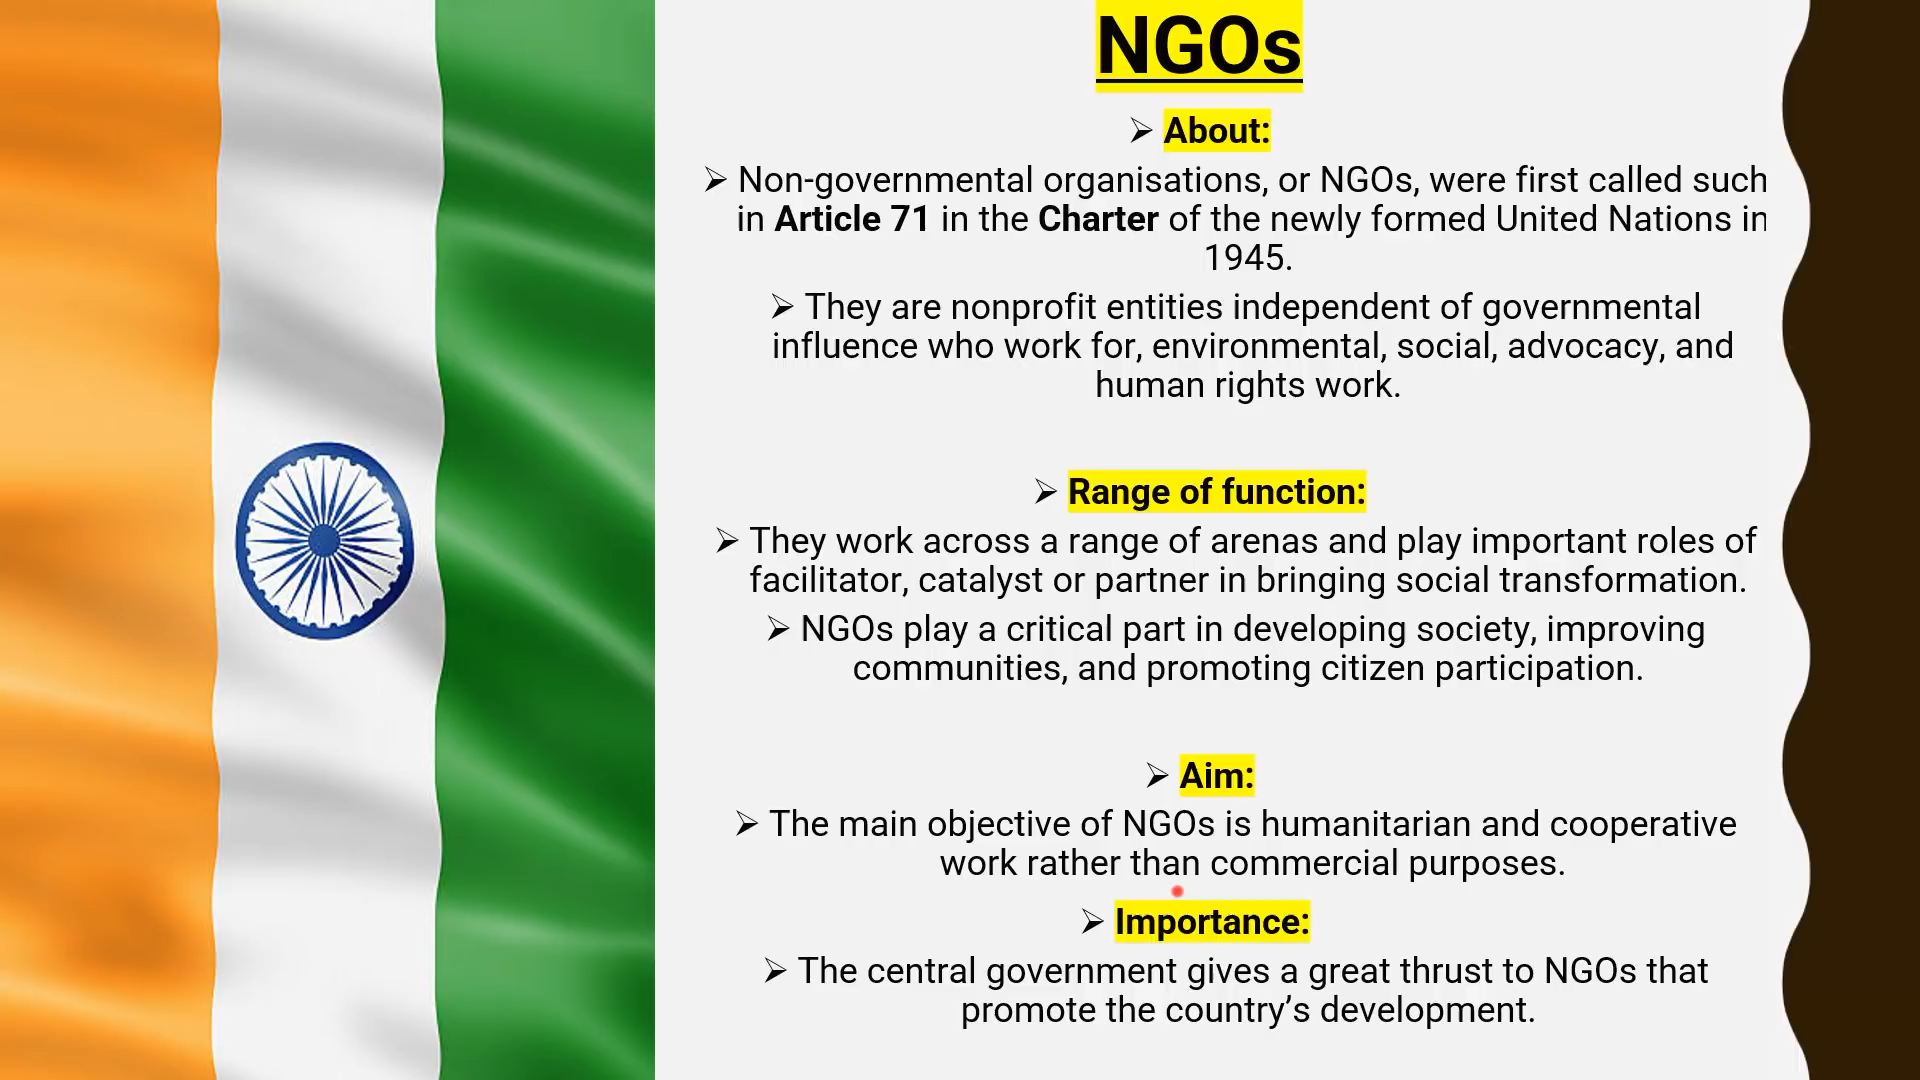 NGOs
➢ About:
➢ Non-governmental organisations, or NGOs, were first called such
in Article 71 in the Charter of the newly formed United Nations in
1945.
➢ They are nonprofit entities independent of governmental
influence who work for, environmental, social, advocacy, and
human rights work.
➢ Range of function:
➢ They work across a range of arenas and play important roles of
facilitator, catalyst or partner in bringing social transformation.
➢ NGOs play a critical part in developing society, improving
communities, and promoting citizen participation.
➢ Aim:
➢ The main objective of NGOs is humanitarian and cooperative
work rather than commercial purposes.
➢ Importance:
➢ The central government gives a great thrust to NGOs that
promote the country’s development.